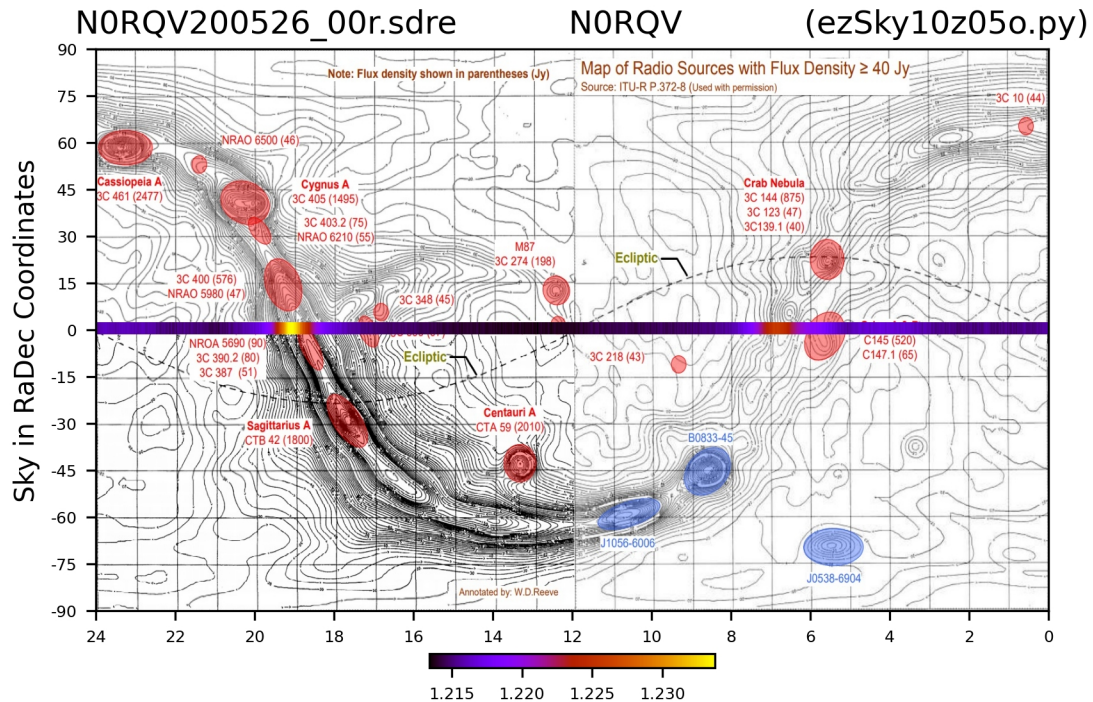 N0RQV200526_00r.sdre N0RQV (ezSky10z05o.py)
Sky in RaDec Coordinates
90
75
60
45
30
15
0
-15
-30
-45
-60
-75
-90
Note: Flux density shown in parentheses (Jy)
Map of Radio Sources with Flux Density ≥ 40 Jy
Source: ITU-R P.372-8 (Used with permission)
3C 10 (44)
NRAO 6500 (46)
Cassiopeia A
3C 461 (2477)
Cygnus A
3C 405 (1495)
3C 403.2 (75)
NRAO 6210 (55)
Crab Nebula
3C 144 (875)
3C 123 (47)
3C139.1 (40)
M87
3C 274 (198)
Ecliptic
3C 400 (576)
NRAO 5980 (47)
3C 348 (45)
NROA 5690 (90)
3C 390.2 (80)
3C 387 (51)
Ecliptic
3C 218 (43)
C145 (520)
C147.1 (65)
Sagittarius A
CTB 42 (1800)
Centauri A
CTA 59 (2010)
B0833-45
J1056-6006
J0538-6904
Annotated by: W.D.Reeve
24 22 20 18 16 14 12 10 8 6 4 2 0
1.215 1.220 1.225 1.230